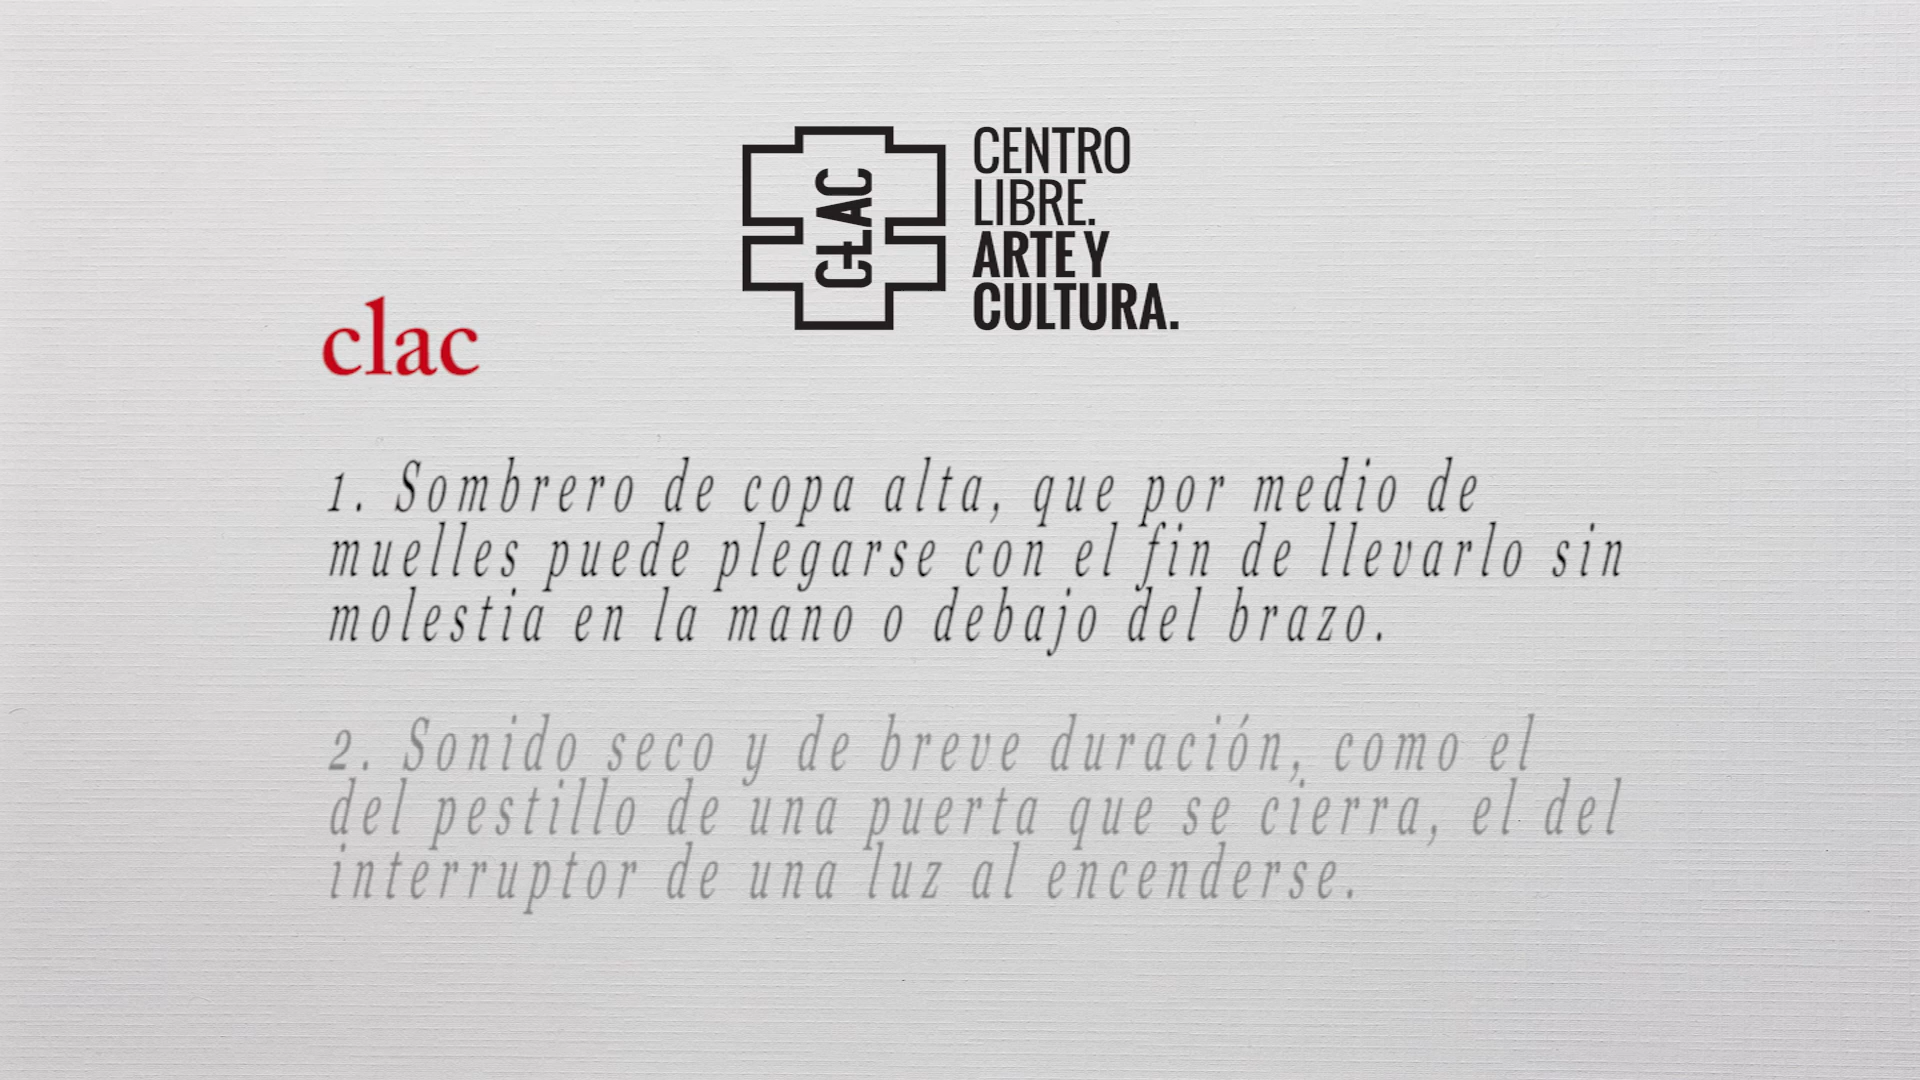 CLAC
CENTRO
LIBRE.
ARTE Y
CULTURA.
clac
1. Sombrero de copa alta, que por medio de
muelles puede plegarse con el fin de llevarlo sin
molestia en la mano o debajo del brazo.
2. Sonido seco y de breve duración, como el
del pestillo de una puerta que se cierra, el del
interruptor de una luz al encenderse.